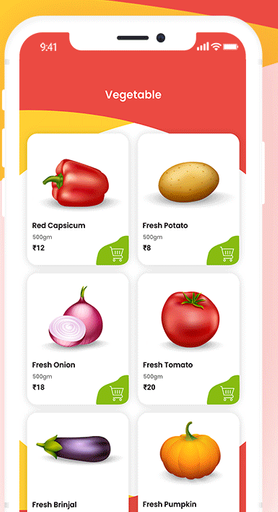 9:41
Vegetable
Red Capsicum
500gm
₹12
Fresh Potato
500gm
₹8
Fresh Onion
500gm
₹18
Fresh Tomato
500gm
₹20
Fresh Brinjal
Fresh Pumpkin